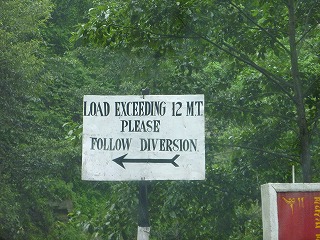 LOAD EXCEEDING 12 M.T.
PLEASE
FOLLOW DIVERSION